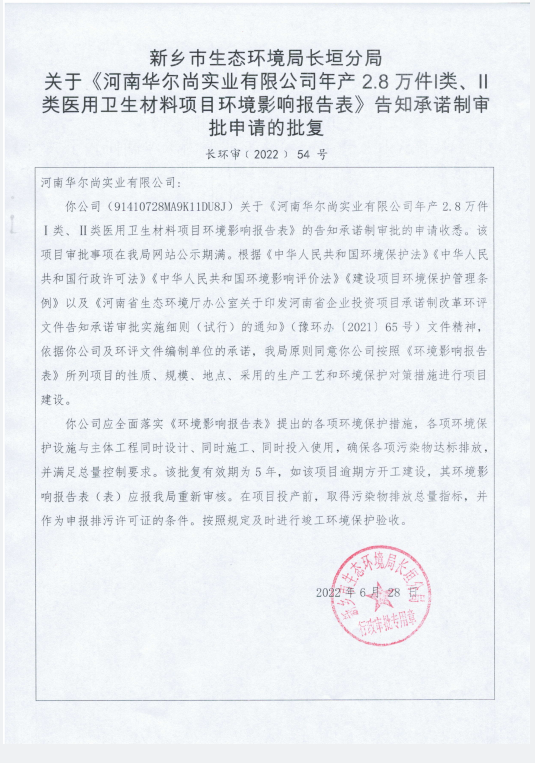 新乡市生态环境局长垣分局
关于《河南华尔尚实业有限公司年产 2.8 万件I类、II
类医用卫生材料项目环境影响报告表》告知承诺制审
批申请的批复
长环审﹝2022﹞ 54 号
河南华尔尚实业有限公司：
你公司（91410728MA9K11DU8J）关于《河南华尔尚实业有限公司年产 2.8 万件
Ⅰ类、Ⅱ类医用卫生材料项目环境影响报告表》的告知承诺制审批的申请收悉。该
项目审批事项在我局网站公示期满。根据《中华人民共和国环境保护法》《中华人民
共和国行政许可法》《中华人民共和国环境影响评价法》《建设项目环境保护管理条
例》以及《河南省生态环境厅办公室关于印发河南省企业投资项目承诺制改革环评
文件告知承诺审批实施细则（试行）的通知》（豫环办〔2021〕65 号）文件精神，
依据你公司及环评文件编制单位的承诺，我局原则同意你公司按照《环境影响报告
表》所列项目的性质、规模、地点、采用的生产工艺和环境保护对策措施进行项目
建设。
你公司应全面落实《环境影响报告表》提出的各项环境保护措施，各项环境保
护设施与主体工程同时设计、同时施工、同时投入使用，确保各项污染物达标排放，
并满足总量控制要求。该批复有效期为 5 年，如该项目逾期方开工建设，其环境影
响报告表（表）应报我局重新审核。在项目投产前，取得污染物排放总量指标，并
作为申报排污许可证的条件。按照规定及时进行竣工环境保护验收。
新乡市生态环境局长垣分局
2022 年 6 月 28 日
行政审批专用章